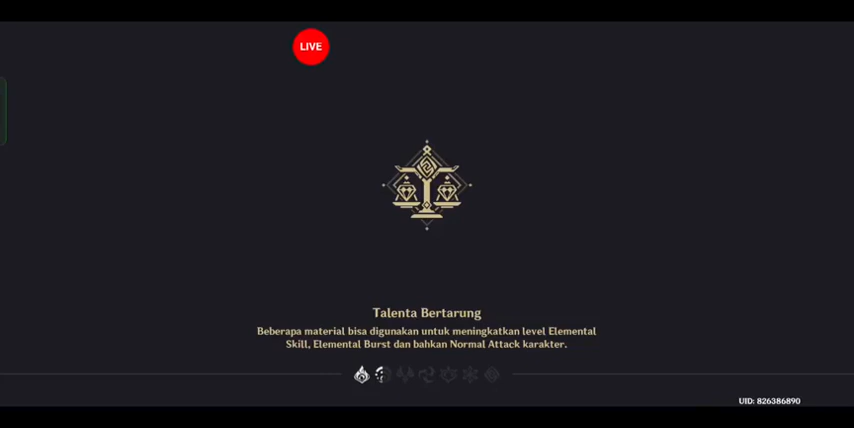 LIVE
Talenta Bertarung
Beberapa material bisa digunakan untuk meningkatkan level Elemental
Skill, Elemental Burst dan bahkan Normal Attack karakter.
UID: 826386890